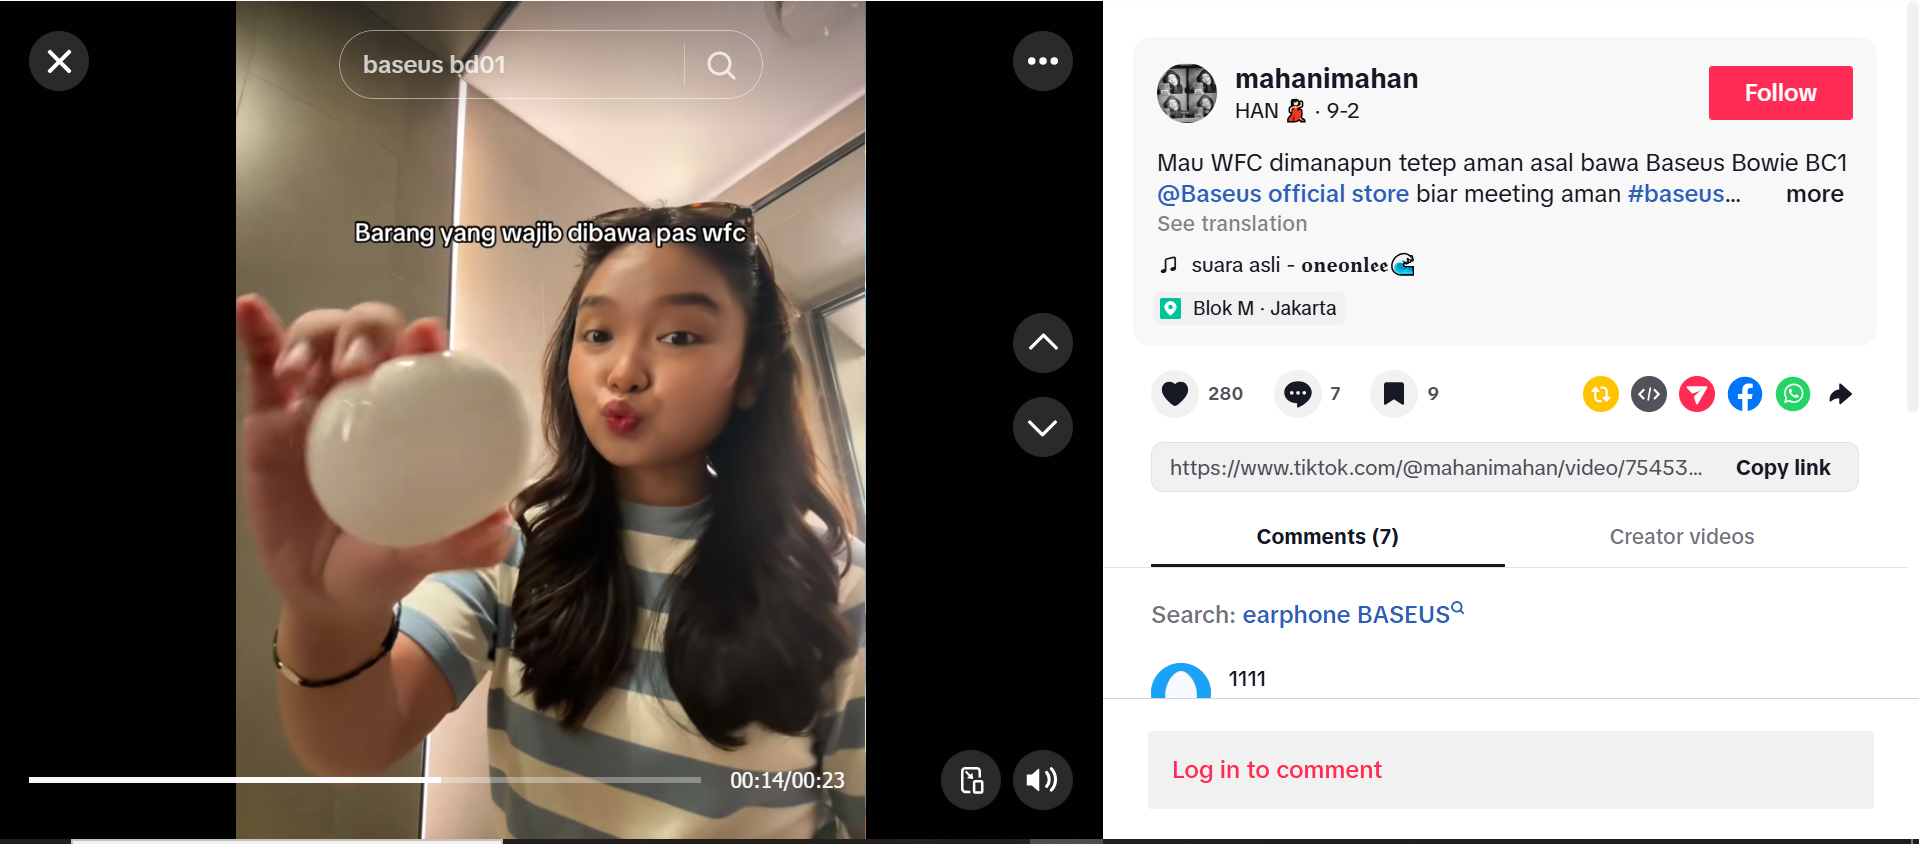 baseus bd01
Barang yang wajib dibawa pas wfc
00:14/00:23
mahanimahan
HAN 💃 · 9-2
Follow
Mau WFC dimanapun tetep aman asal bawa Baseus Bowie BC1
@Baseus official store biar meeting aman #baseus... more
See translation
suara asli - 𝖔𝖓𝖊𝖔𝖓𝖑𝖊𝖊🌊
Blok M · Jakarta
280
7
9
https://www.tiktok.com/@mahanimahan/video/75453...
Copy link
Comments (7)
Creator videos
Search: earphone BASEUS
1111
Log in to comment